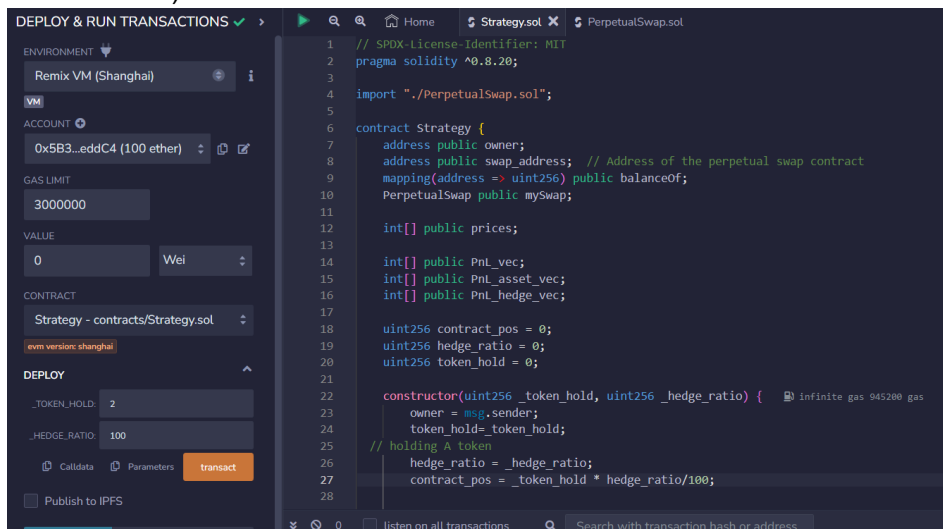 DEPLOY & RUN TRANSACTIONS
ENVIRONMENT
Remix VM (Shanghai)
VM
ACCOUNT
0x5B3...eddC4 (100 ether)
GAS LIMIT
3000000
VALUE
0
Wei
CONTRACT
Strategy - contracts/Strategy.sol
evm version: shanghai
DEPLOY
_TOKEN_HOLD:
2
_HEDGE_RATIO:
100
Calldata
Parameters
transact
Publish to IPFS
Home
Strategy.sol
PerpetualSwap.sol
1 // SPDX-License-Identifier: MIT
2 pragma solidity ^0.8.20;
3
4 import "./PerpetualSwap.sol";
5
6 contract Strategy {
7 address public owner;
8 address public swap_address; // Address of the perpetual swap contract
9 mapping(address => uint256) public balanceOf;
10 PerpetualSwap public mySwap;
11
12 int[] public prices;
13
14 int[] public PnL_vec;
15 int[] public PnL_asset_vec;
16 int[] public PnL_hedge_vec;
17
18 uint256 contract_pos = 0;
19 uint256 hedge_ratio = 0;
20 uint256 token_hold = 0;
21
22 constructor(uint256 _token_hold, uint256 _hedge_ratio) { infinite gas 945200 gas
23 owner = msg.sender;
24 token_hold=_token_hold;
25 // holding A token
26 hedge_ratio = _hedge_ratio;
27 contract_pos = _token_hold * hedge_ratio/100;
28
0
listen on all transactions
Search with transaction hash or address